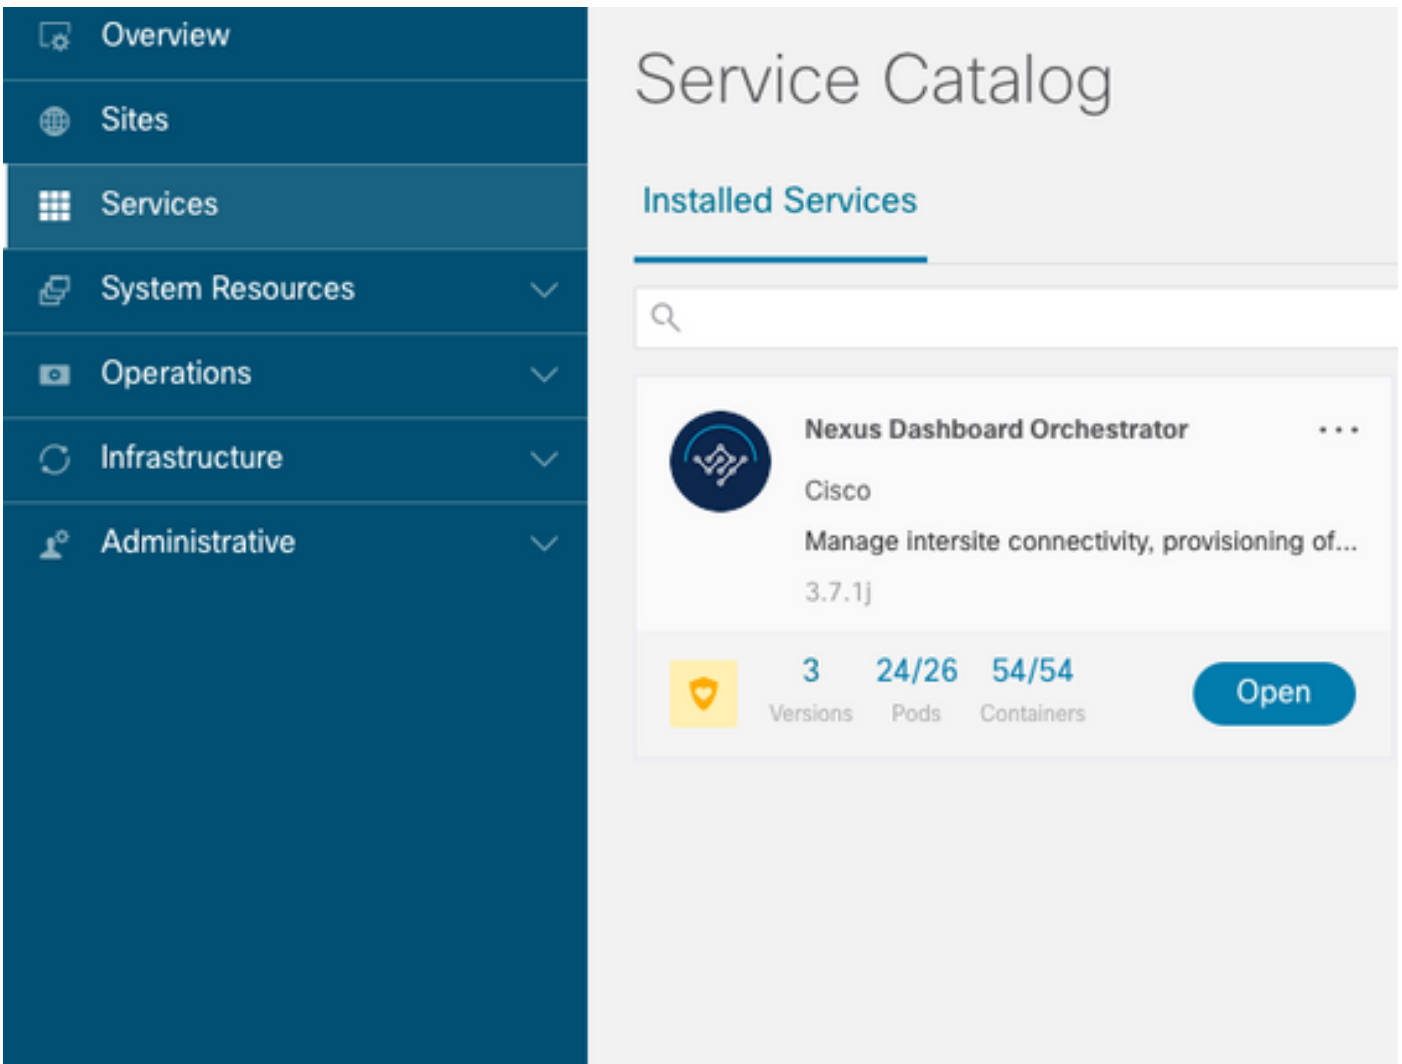 Overview
Sites
Services
System Resources
Operations
Infrastructure
Administrative
Service Catalog
Installed Services
Nexus Dashboard Orchestrator
Cisco
Manage intersite connectivity, provisioning of...
3.7.1j
3 24/26 54/54
Versions Pods Containers
Open